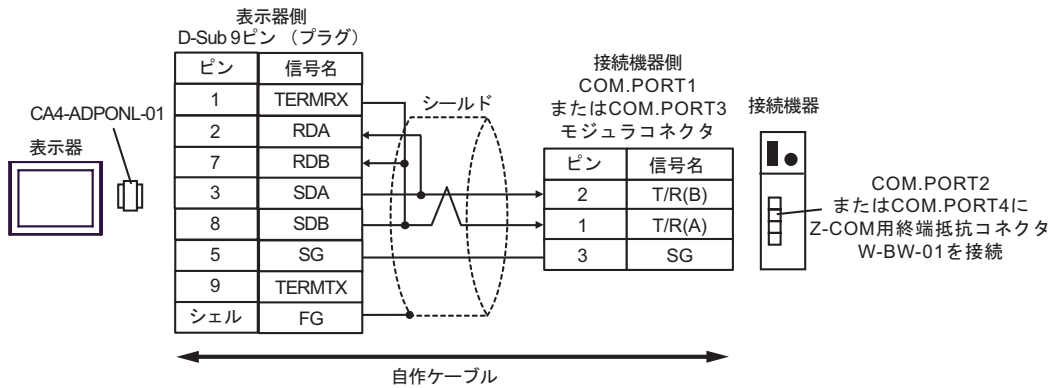 表示器側
D-Sub 9ピン （プラグ）
ピン 信号名
1 TERMRX
2 RDA
7 RDB
3 SDA
8 SDB
5 SG
9 TERMTX
シェル FG
CA4-ADPONL-01
表示器
シールド
接続機器側
COM.PORT1
またはCOM.PORT3
モジュラコネクタ
ピン 信号名
2 T/R(B)
1 T/R(A)
3 SG
接続機器
COM.PORT2
またはCOM.PORT4に
Z-COM用終端抵抗コネクタ
W-BW-01を接続
自作ケーブル